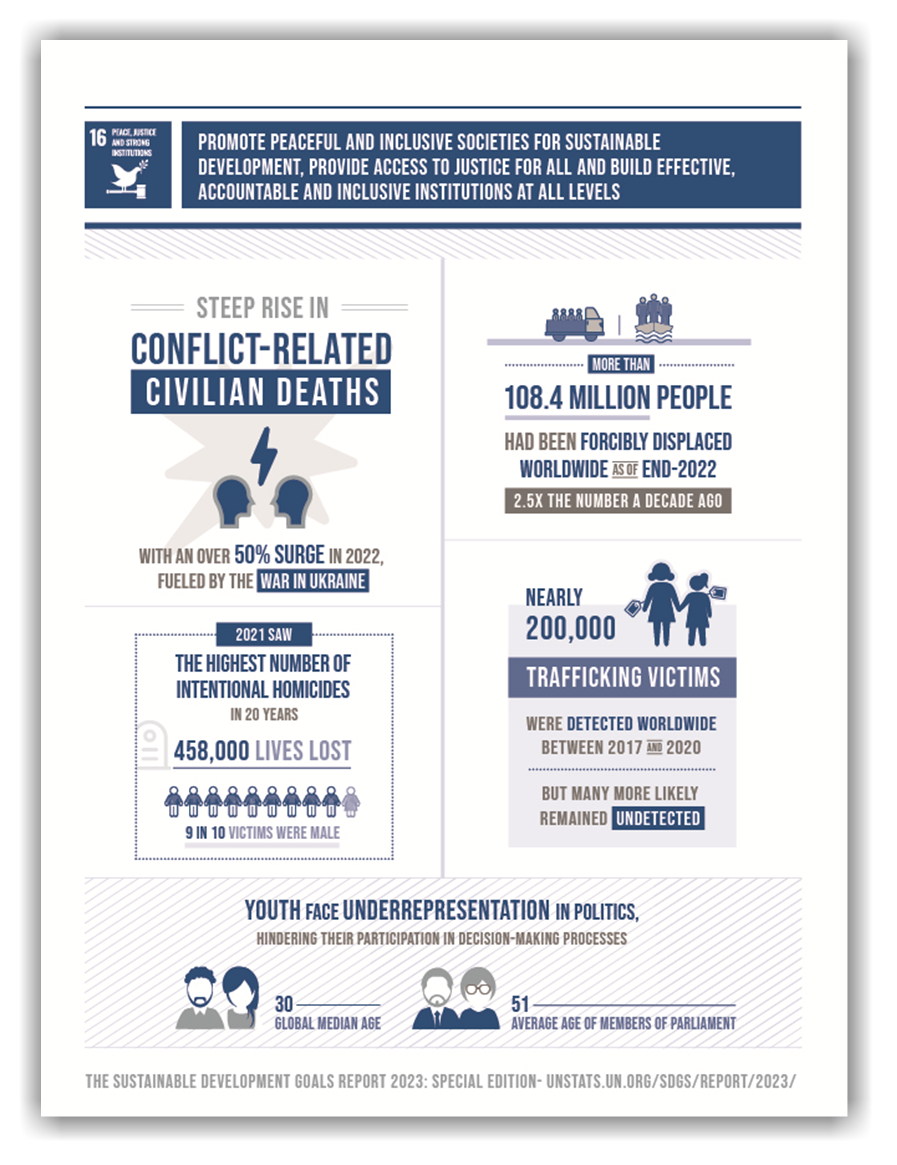 16 PEACE, JUSTICE
AND STRONG
INSTITUTIONS
PROMOTE PEACEFUL AND INCLUSIVE SOCIETIES FOR SUSTAINABLE
DEVELOPMENT, PROVIDE ACCESS TO JUSTICE FOR ALL AND BUILD EFFECTIVE,
ACCOUNTABLE AND INCLUSIVE INSTITUTIONS AT ALL LEVELS
STEEP RISE IN
CONFLICT-RELATED
CIVILIAN DEATHS
WITH AN OVER 50% SURGE IN 2022,
FUELED BY THE WAR IN UKRAINE
2021 SAW
THE HIGHEST NUMBER OF
INTENTIONAL HOMICIDES
IN 20 YEARS
458,000 LIVES LOST
9 IN 10 VICTIMS WERE MALE
MORE THAN
108.4 MILLION PEOPLE
HAD BEEN FORCIBLY DISPLACED
WORLDWIDE AS OF END-2022
2.5X THE NUMBER A DECADE AGO
NEARLY
200,000
TRAFFICKING VICTIMS
WERE DETECTED WORLDWIDE
BETWEEN 2017 AND 2020
BUT MANY MORE LIKELY
REMAINED UNDETECTED
YOUTH FACE UNDERREPRESENTATION IN POLITICS,
HINDERING THEIR PARTICIPATION IN DECISION-MAKING PROCESSES
30
GLOBAL MEDIAN AGE
51
AVERAGE AGE OF MEMBERS OF PARLIAMENT
THE SUSTAINABLE DEVELOPMENT GOALS REPORT 2023: SPECIAL EDITION- UNSTATS.UN.ORG/SDGS/REPORT/2023/